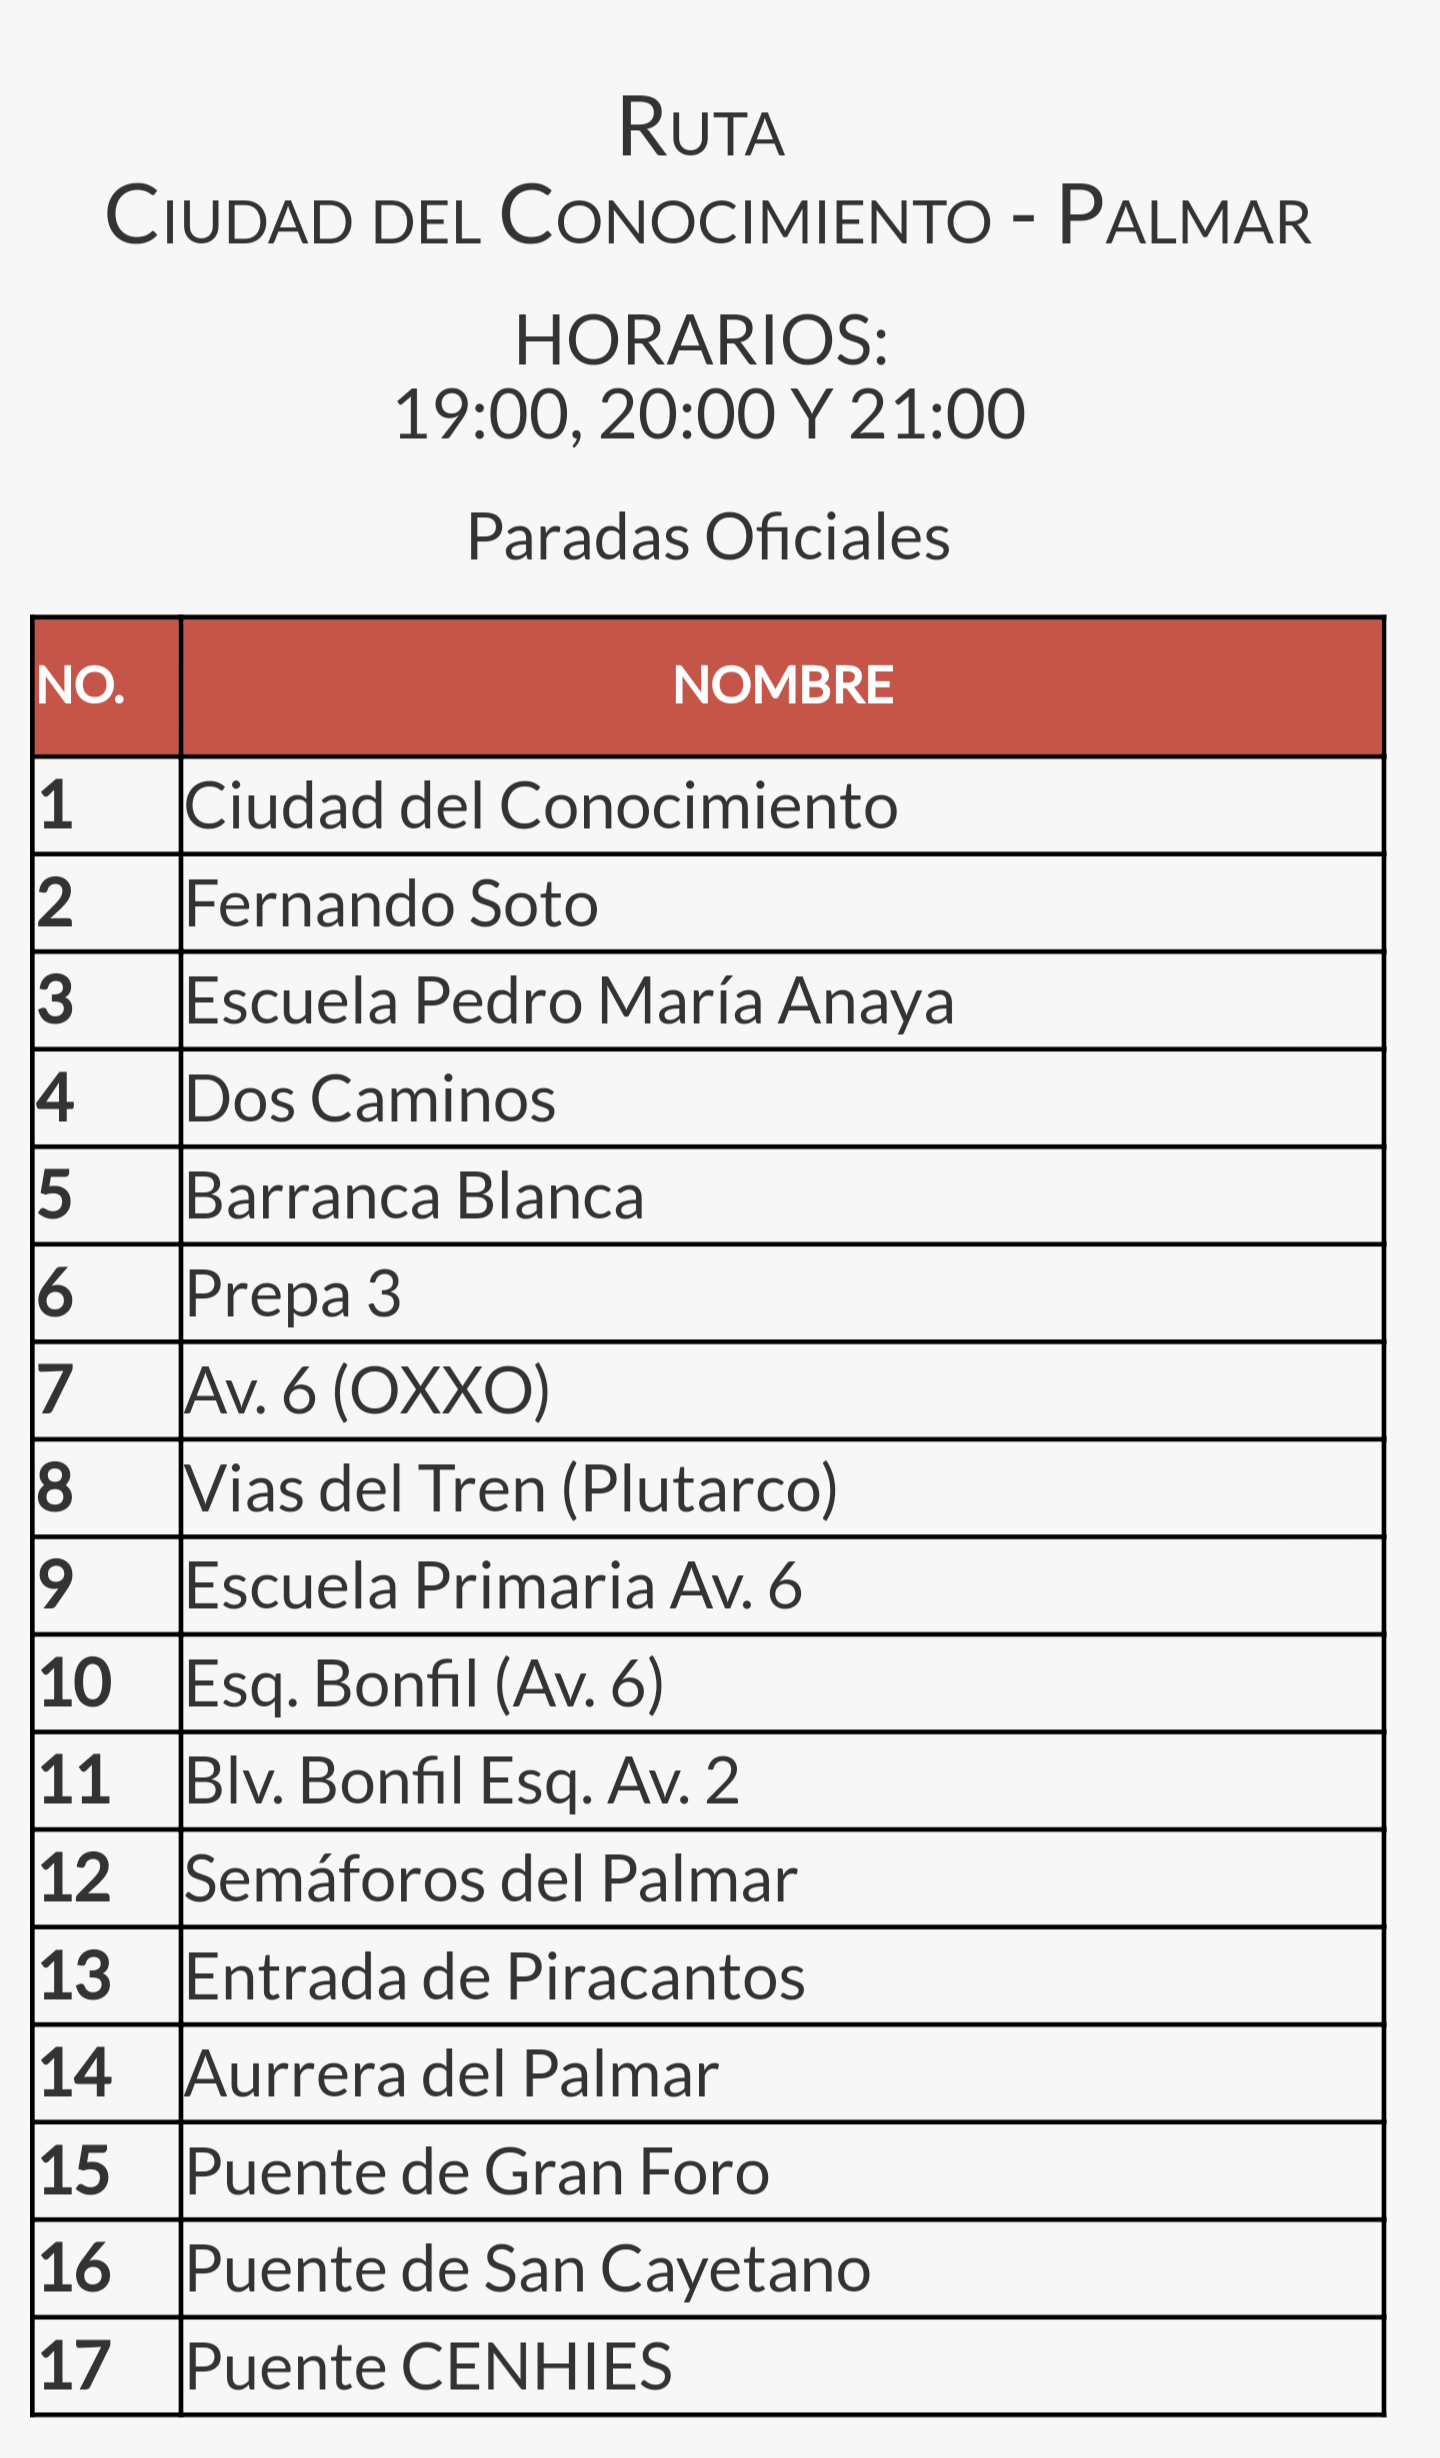 Ruta
Ciudad del Conocimiento - Palmar
HORARIOS:
19:00, 20:00 Y 21:00
Paradas Oficiales
NO. NOMBRE
1 Ciudad del Conocimiento
2 Fernando Soto
3 Escuela Pedro María Anaya
4 Dos Caminos
5 Barranca Blanca
6 Prepa 3
7 Av. 6 (OXXO)
8 Vias del Tren (Plutarco)
9 Escuela Primaria Av. 6
10 Esq. Bonfil (Av. 6)
11 Blv. Bonfil Esq. Av. 2
12 Semáforos del Palmar
13 Entrada de Piracantos
14 Aurrera del Palmar
15 Puente de Gran Foro
16 Puente de San Cayetano
17 Puente CENHIES